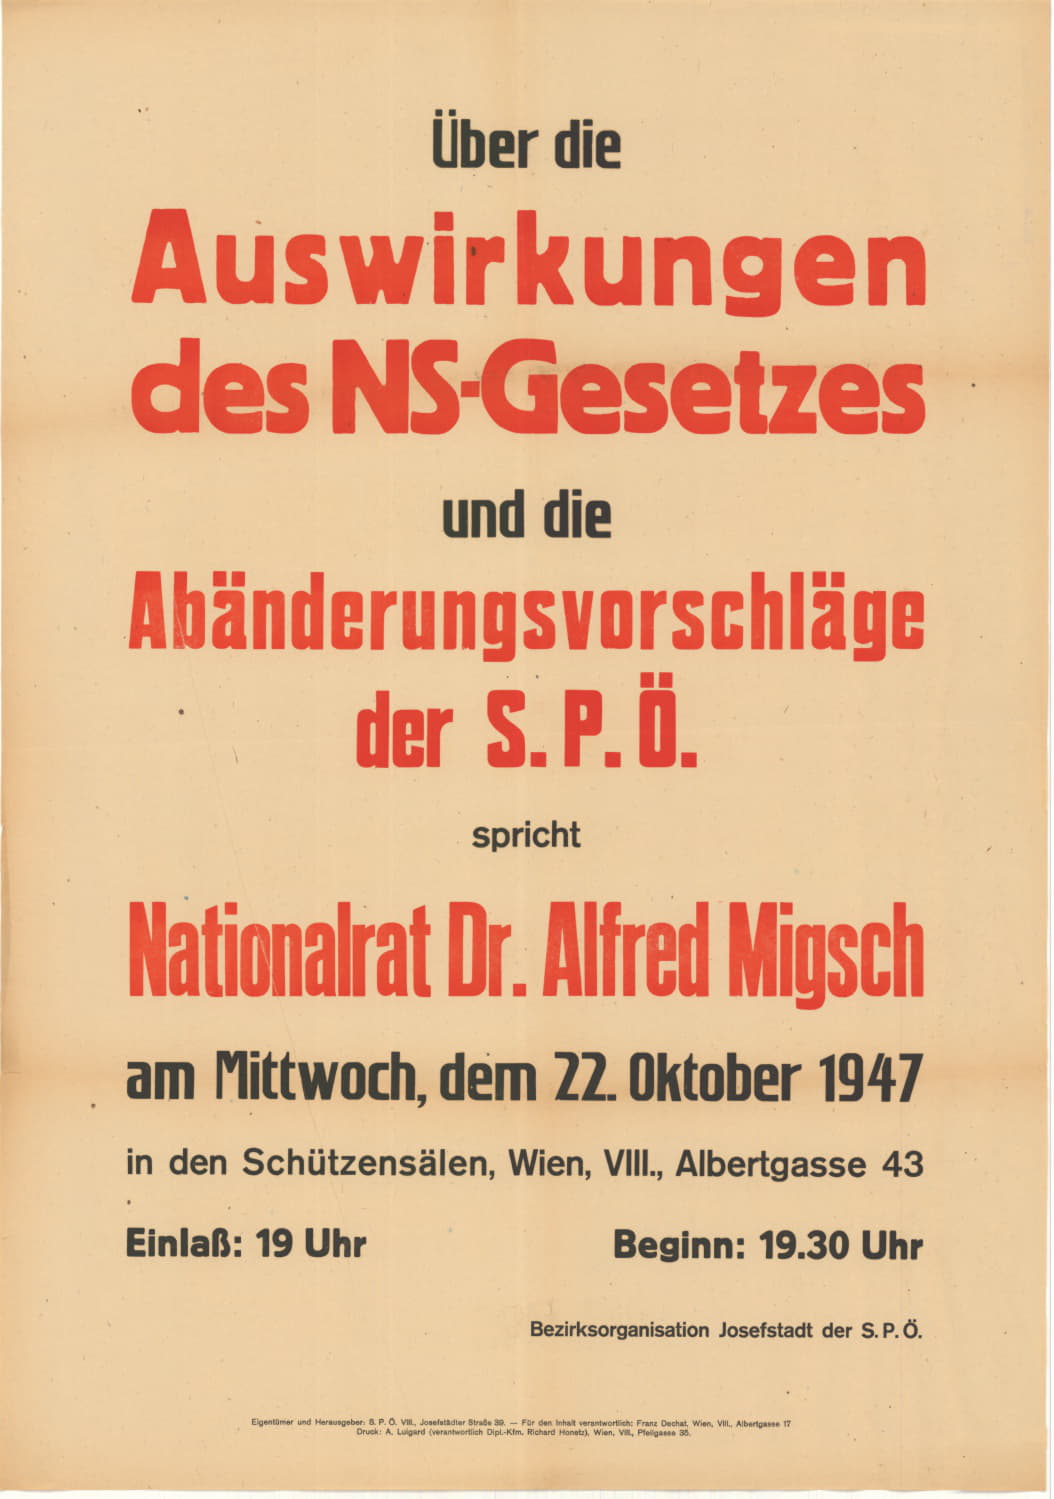 Über die
Auswirkungen
des NS-Gesetzes
und die
Abänderungsvorschläge
der S. P. Ö.
spricht
Nationalrat Dr. Alfred Migsch
am Mittwoch, dem 22. Oktober 1947
in den Schützensälen, Wien, VIII., Albertgasse 43
Einlaß: 19 Uhr Beginn: 19.30 Uhr
Bezirksorganisation Josefstadt der S. P. Ö.
Eigentümer und Herausgeber: S. P. Ö. VIII., Josefstädter Straße 39. — Für den Inhalt verantwortlich: Franz Dechat, Wien, VIII., Albertgasse 17
Druck: A. Luigard (verantwortlich Dipl.-Kfm. Richard Honetz), Wien, VIII., Pfeilgasse 35.